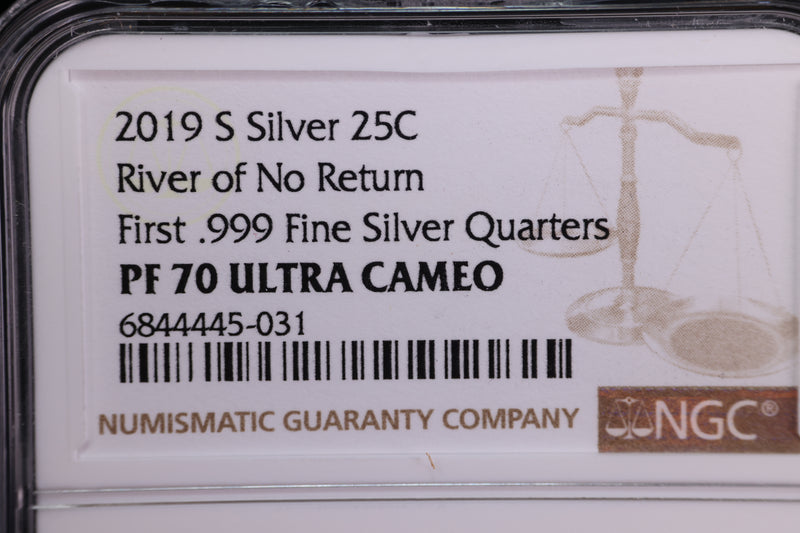 2019 S Silver 25C
River of No Return
First .999 Fine Silver Quarters
PF 70 ULTRA CAMEO
6844445-031
NUMISMATIC GUARANTY COMPANY
NGC®